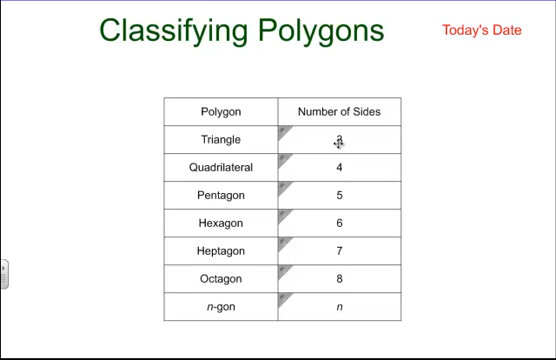 Classifying Polygons
Today's Date
Polygon Number of Sides
Triangle 3
Quadrilateral 4
Pentagon 5
Hexagon 6
Heptagon 7
Octagon 8
n-gon n